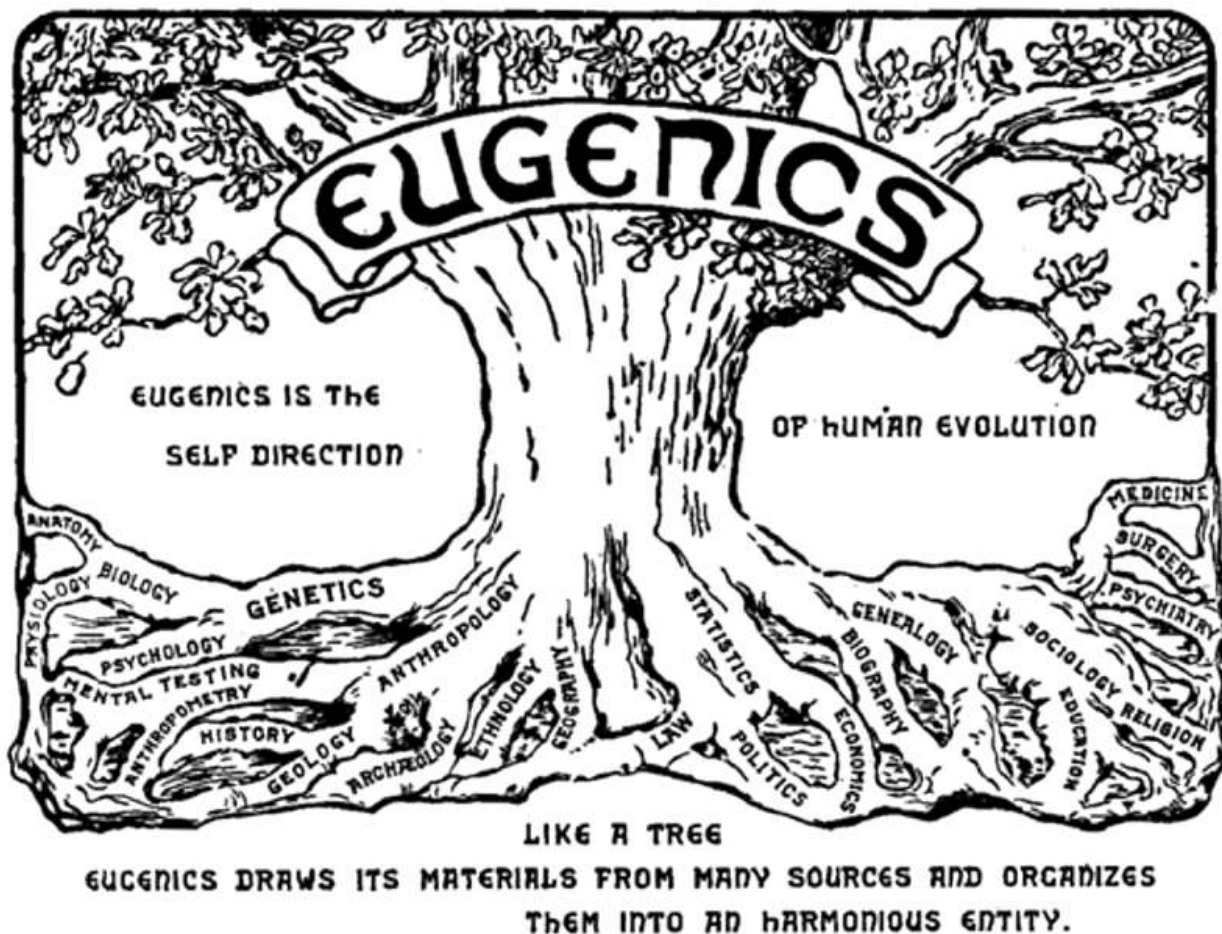 EUGENICS
EUGENICS IS THE
SELF DIRECTION
OF HUMAN EVOLUTION
ANATOMY
PHYSIOLOGY
BIOLOGY
GENETICS
PSYCHOLOGY
MENTAL TESTING
ANTHROPOMETRY
HISTORY
GEOLOGY
ANTHROPOLOGY
ARCHÆOLOGY
ETHNOLOGY
GEOGRAPHY
LAW
STATISTICS
POLITICS
ECONOMICS
BIOGRAPHY
GENEALOGY
EDUCATION
SOCIOLOGY
RELIGION
PSYCHIATRY
SURGERY
MEDICINE
LIKE A TREE
EUGENICS DRAWS ITS MATERIALS FROM MANY SOURCES AND ORGANIZES
THEM INTO AN HARMONIOUS ENTITY.